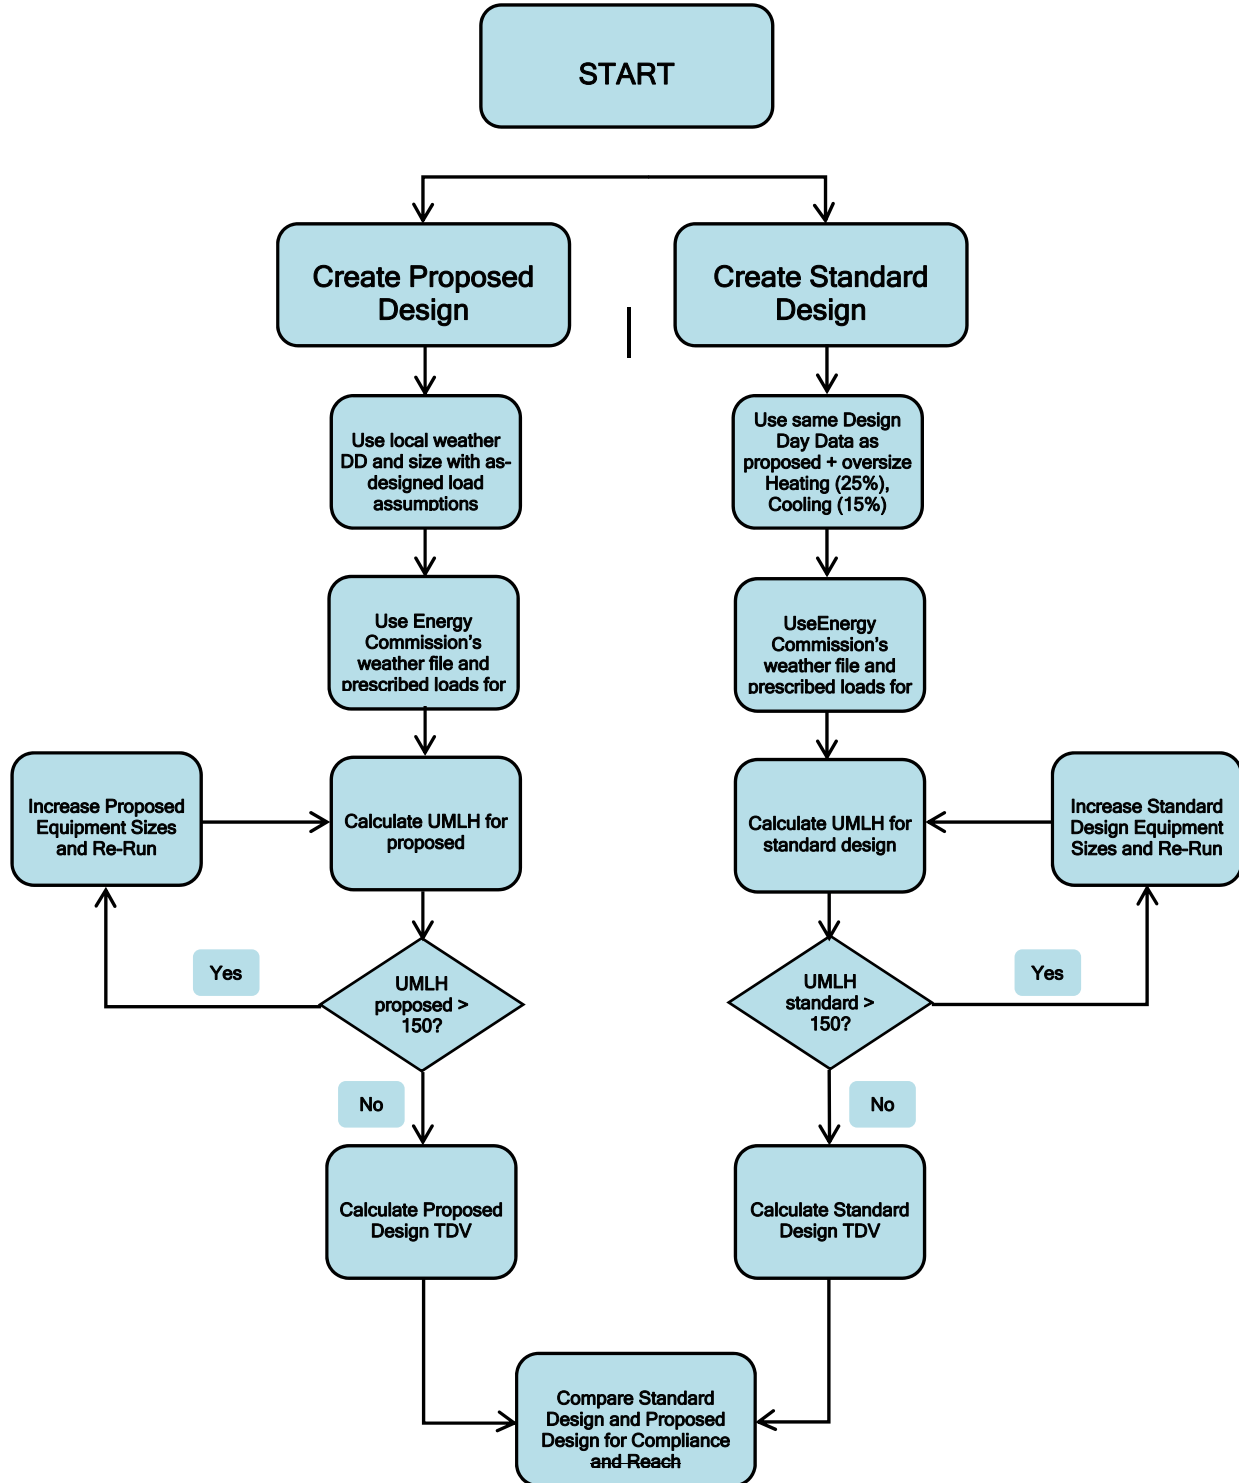 START
Create Proposed
Design
Create Standard
Design
Use local weather
DD and size with as-
designed load
assumptions
Use same Design
Day Data as
proposed + oversize
Heating (25%),
Cooling (15%)
Use Energy
Commission's
weather file and
prescribed loads for
UseEnergy
Commission's
weather file and
prescribed loads for
Increase Proposed
Equipment Sizes
and Re-Run
Calculate UMLH for
proposed
Calculate UMLH for
standard design
Increase Standard
Design Equipment
Sizes and Re-Run
Yes
UMLH
proposed >
150?
UMLH
standard >
150?
Yes
No
No
Calculate Proposed
Design TDV
Calculate Standard
Design TDV
Compare Standard
Design and Proposed
Design for Compliance
and Reach